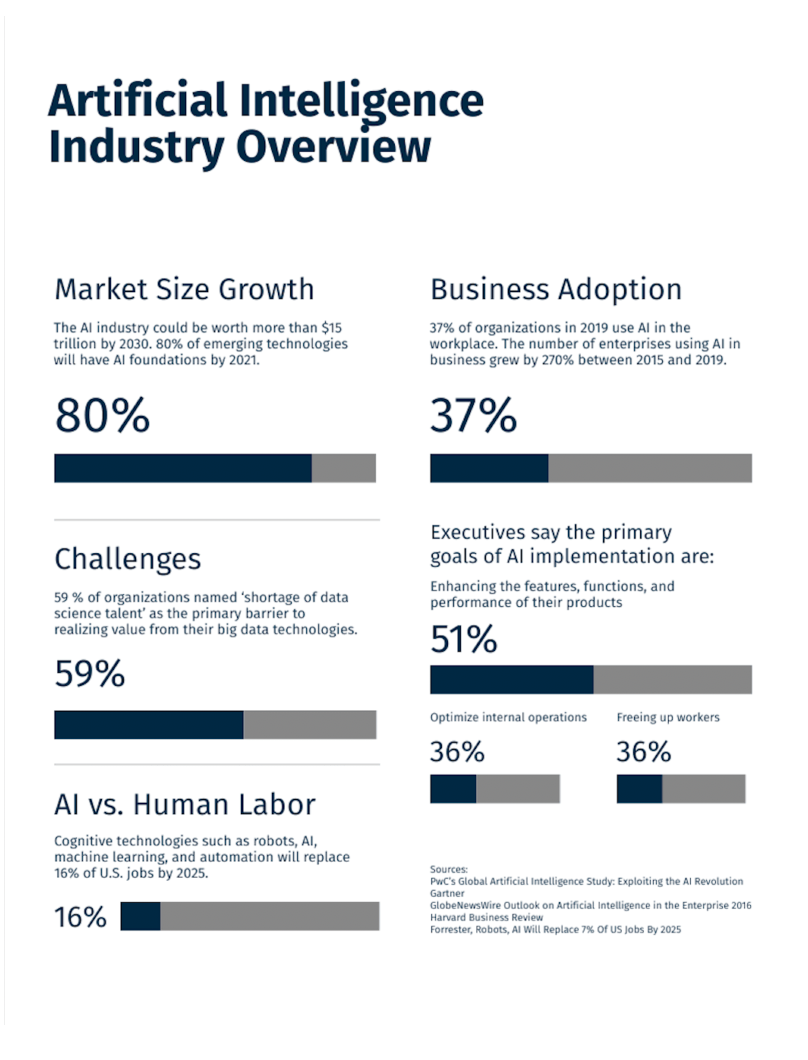 Artificial Intelligence
Industry Overview
Market Size Growth
The AI industry could be worth more than $15
trillion by 2030. 80% of emerging technologies
will have AI foundations by 2021.
80%
Challenges
59 % of organizations named ‘shortage of data
science talent’ as the primary barrier to
realizing value from their big data technologies.
59%
AI vs. Human Labor
Cognitive technologies such as robots, AI,
machine learning, and automation will replace
16% of U.S. jobs by 2025.
16%
Business Adoption
37% of organizations in 2019 use AI in the
workplace. The number of enterprises using AI in
business grew by 270% between 2015 and 2019.
37%
Executives say the primary
goals of AI implementation are:
Enhancing the features, functions, and
performance of their products
51%
Optimize internal operations
36%
Freeing up workers
36%
Sources:
PwC’s Global Artificial Intelligence Study: Exploiting the AI Revolution
Gartner
GlobeNewsWire Outlook on Artificial Intelligence in the Enterprise 2016
Harvard Business Review
Forrester, Robots, AI Will Replace 7% Of US Jobs By 2025